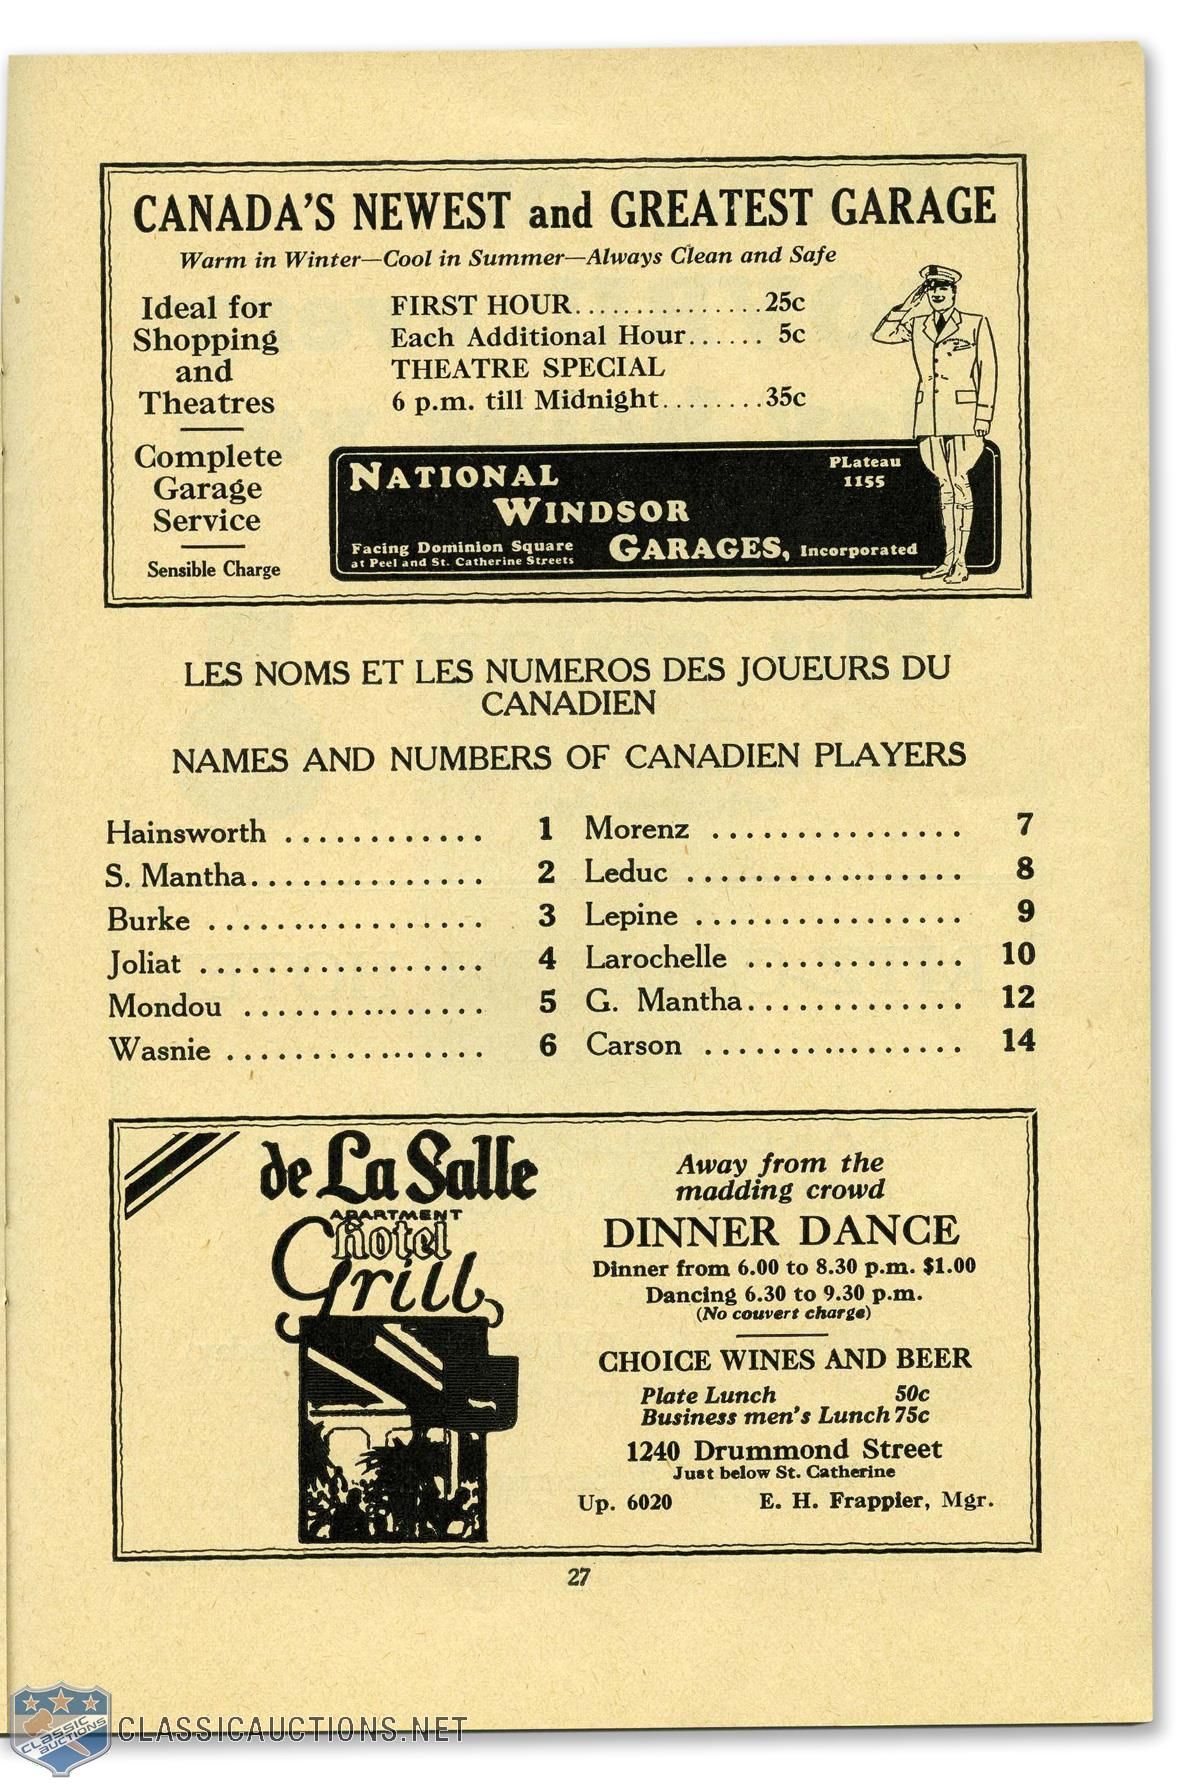 CANADA'S NEWEST and GREATEST GARAGE
Warm in Winter—Cool in Summer—Always Clean and Safe
Ideal for
Shopping
and
Theatres
Complete
Garage
Service
Sensible Charge
FIRST HOUR...............25c
Each Additional Hour...... 5c
THEATRE SPECIAL
6 p.m. till Midnight........35c
NATIONAL
WINDSOR
GARAGES, Incorporated
PLateau
1155
Facing Dominion Square
at Peel and St. Catherine Streets
LES NOMS ET LES NUMEROS DES JOUEURS DU
CANADIEN
NAMES AND NUMBERS OF CANADIEN PLAYERS
Hainsworth ............ 1
S. Mantha.............. 2
Burke ................. 3
Joliat ................. 4
Mondou ............... 5
Wasnie ................ 6
Morenz ............... 7
Leduc ................. 8
Lepine ................ 9
Larochelle ............. 10
G. Mantha............. 12
Carson ................ 14
de La Salle
APARTMENT
hotel
Grill
Away from the
madding crowd
DINNER DANCE
Dinner from 6.00 to 8.30 p.m. $1.00
Dancing 6.30 to 9.30 p.m.
(No couvert charge)
CHOICE WINES AND BEER
Plate Lunch 50c
Business men's Lunch 75c
1240 Drummond Street
Just below St. Catherine
Up. 6020 E. H. Frappier, Mgr.
27
CLASSIC
AUCTIONS
CLASSICAUCTIONS.NET